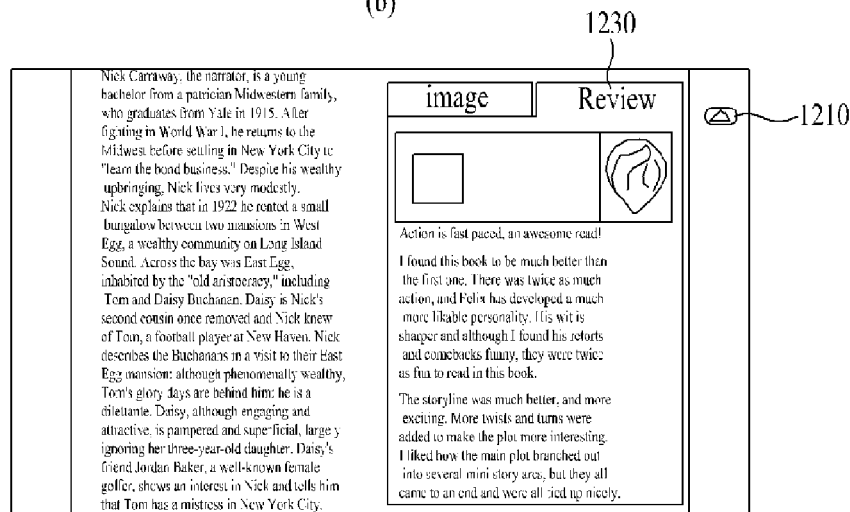 (b)
1230
1210
Nick Carraway, the narrator, is a young
bachelor from a patrician Midwestern family,
who graduates from Yale in 1915. After
fighting in World War I, he returns to the
Midwest before settling in New York City to
"learn the bond business." Despite his wealthy
upbringing, Nick lives very modestly.
Nick explains that in 1922 he rented a small
bungalow between two mansions in West
Egg, a wealthy community on Long Island
Sound. Across the bay was East Egg,
inhabited by the "old aristocracy," including
Tom and Daisy Buchanan. Daisy is Nick's
second cousin once removed and Nick knew
of Tom, a football player at New Haven. Nick
describes the Buchanans in a visit to their East
Egg mansion: although phenomenally wealthy,
Tom's glory days are behind him: he is a
dilettante. Daisy, although engaging and
attractive, is pampered and superficial, largely
ignoring her three-year-old daughter. Daisy's
friend Jordan Baker, a well-known female
golfer, shows an interest in Nick and tells him
that Tom has a mistress in New York City.
image
Review
Action is fast paced, an awesome read!
I found this book to be much better than
the first one. There was twice as much
action, and Felix has developed a much
more likable personality. His wit is
sharper and although I found his retorts
and comebacks funny, they were twice
as fun to read in this book.
The storyline was much better, and more
exciting. More twists and turns were
added to make the plot more interesting.
I liked how the main plot branched out
into several mini story arcs, but they all
came to an end and were all tied up nicely.